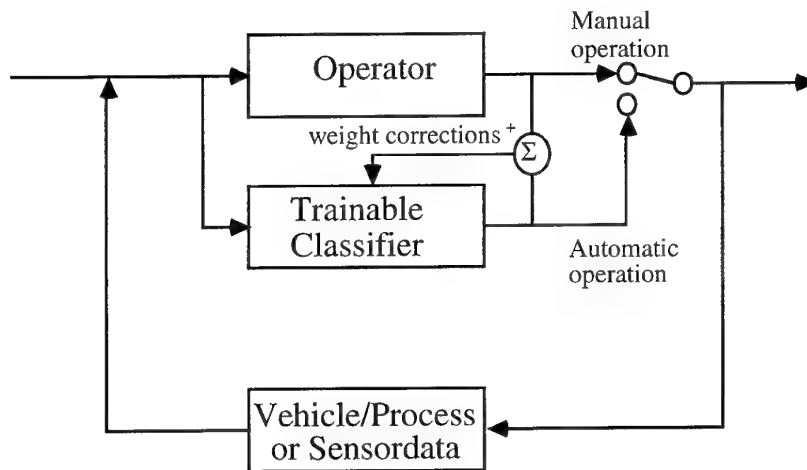 Manual
operation
Operator
weight corrections +
Σ
Trainable
Classifier
Automatic
operation
Vehicle/Process
or Sensordata